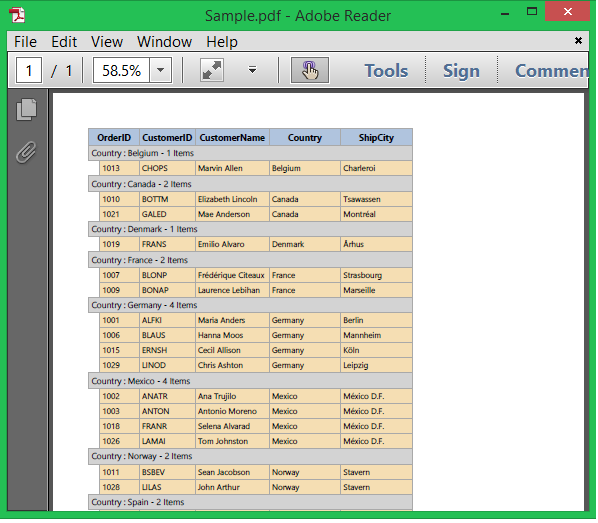 Sample.pdf - Adobe Reader
File Edit View Window Help
1 / 1 58.5% Tools Sign Commen
OrderID CustomerID CustomerName Country ShipCity
Country : Belgium - 1 Items
1013 CHOPS Marvin Allen Belgium Charleroi
Country : Canada - 2 Items
1010 BOTTM Elizabeth Lincoln Canada Tsawassen
1021 GALED Mae Anderson Canada Montréal
Country : Denmark - 1 Items
1019 FRANS Emilio Alvaro Denmark Århus
Country : France - 2 Items
1007 BLONP Frédérique Citeaux France Strasbourg
1009 BONAP Laurence Lebihan France Marseille
Country : Germany - 4 Items
1001 ALFKI Maria Anders Germany Berlin
1006 BLAUS Hanna Moos Germany Mannheim
1015 ERNSH Cecil Allison Germany Köln
1029 LINOD Chris Ashton Germany Leipzig
Country : Mexico - 4 Items
1002 ANATR Ana Trujilo Mexico México D.F.
1003 ANTON Antonio Moreno Mexico México D.F.
1018 FRANR Selena Alvarad Mexico México D.F.
1026 LAMAI Tom Johnston Mexico México D.F.
Country : Norway - 2 Items
1011 BSBEV Sean Jacobson Norway Stavern
1028 LILAS John Arthur Norway Stavern
Country : Spain - 2 Items